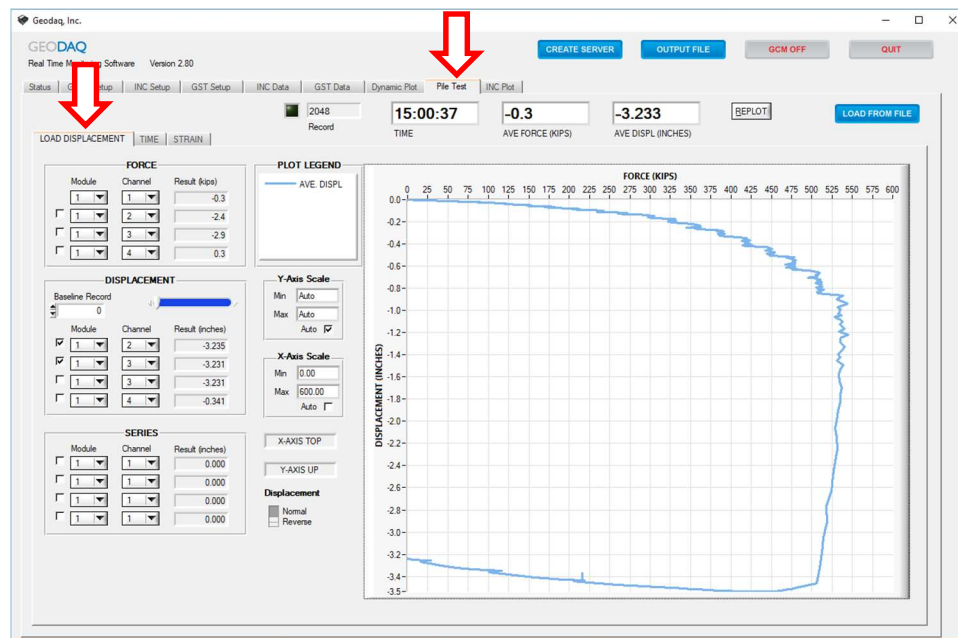 Geodaq, Inc.
GEODAQ
CREATE SERVER OUTPUT FILE GCM OFF QUIT
Real Time Software Version 2.80
Status INC Setup GST Setup INC Data GST Data Dynamic Plot Pile Test INC Plot
2048 15:00:37 -0.3 -3.233 REPLOT LOAD FROM FILE
Record TIME AVE FORCE (KIPS) AVE DISPL (INCHES)
LOAD DISPLACEMENT TIME STRAIN
FORCE
Module Channel Result (kips)
1 1 -0.3
1 2 -2.4
1 3 -2.9
1 4 0.3
DISPLACEMENT
Baseline Record
0
Module Channel Result (inches)
1 2 -3.235
1 3 -3.231
1 3 -3.231
1 4 -0.341
SERIES
Module Channel Result (inches)
1 1 0.000
1 1 0.000
1 1 0.000
1 1 0.000
PLOT LEGEND
AVE. DISPL
Y-Axis Scale
Min Auto
Max Auto
Auto
X-Axis Scale
Min 0.00
Max 600.00
Auto
X-AXIS TOP
Y-AXIS UP
Displacement
Normal
Reverse
FORCE (KIPS)
0 25 50 75 100 125 150 175 200 225 250 275 300 325 350 375 400 425 450 475 500 525 550 575 600
DISPLACEMENT (INCHES)
0.0
-0.2
-0.4
-0.6
-0.8
-1.0
-1.2
-1.4
-1.6
-1.8
-2.0
-2.2
-2.4
-2.6
-2.8
-3.0
-3.2
-3.4
-3.5